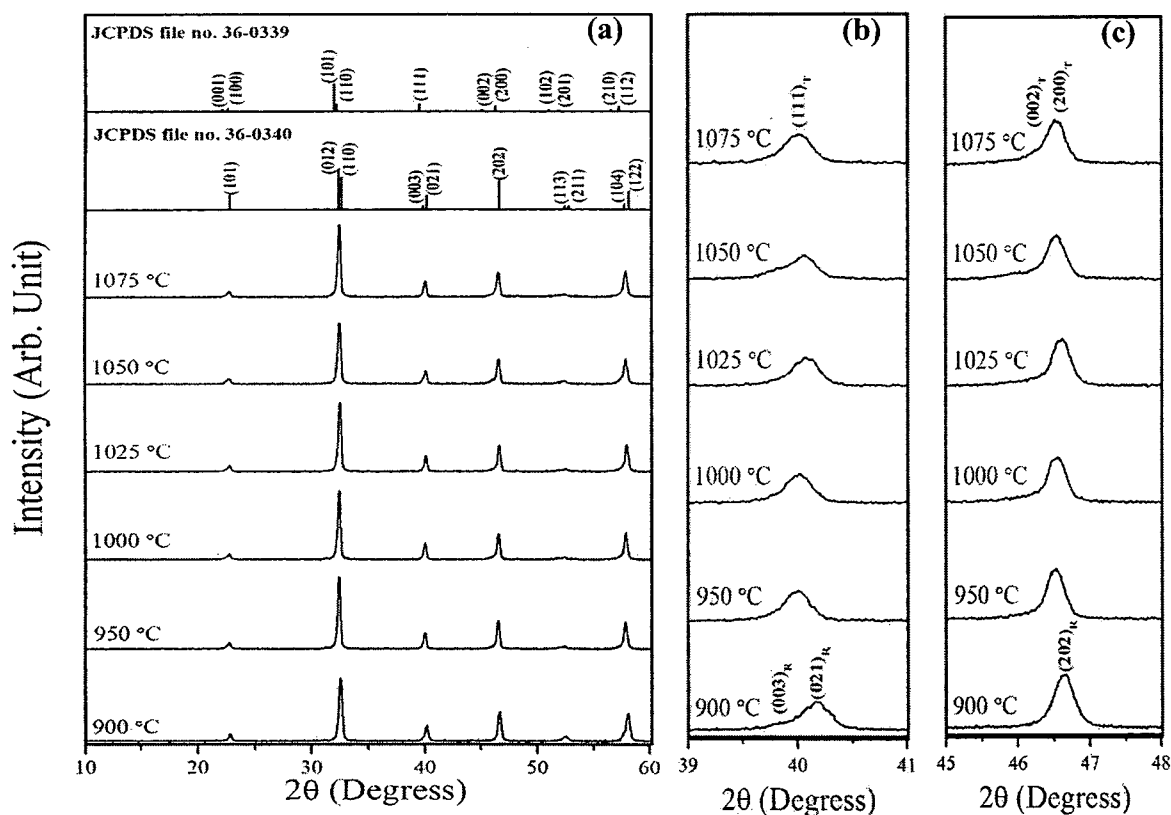 Intensity (Arb. Unit)
JCPDS file no. 36-0339
(a)
(001)
(100)
(101)
(110)
(111)
(002)
(200)
(102)
(201)
(210)
(112)
JCPDS file no. 36-0340
(101)
(012)
(110)
(003)
(021)
(202)
(113)
(211)
(104)
(122)
1075 °C
1050 °C
1025 °C
1000 °C
950 °C
900 °C
10 20 30 40 50 60
2θ (Degress)
(b)
(111)T
1075 °C
1050 °C
1025 °C
1000 °C
950 °C
(003)R
(021)R
900 °C
39 40 41
2θ (Degress)
(c)
(002)T
(200)T
1075 °C
1050 °C
1025 °C
1000 °C
950 °C
(202)R
900 °C
45 46 47 48
2θ (Degress)